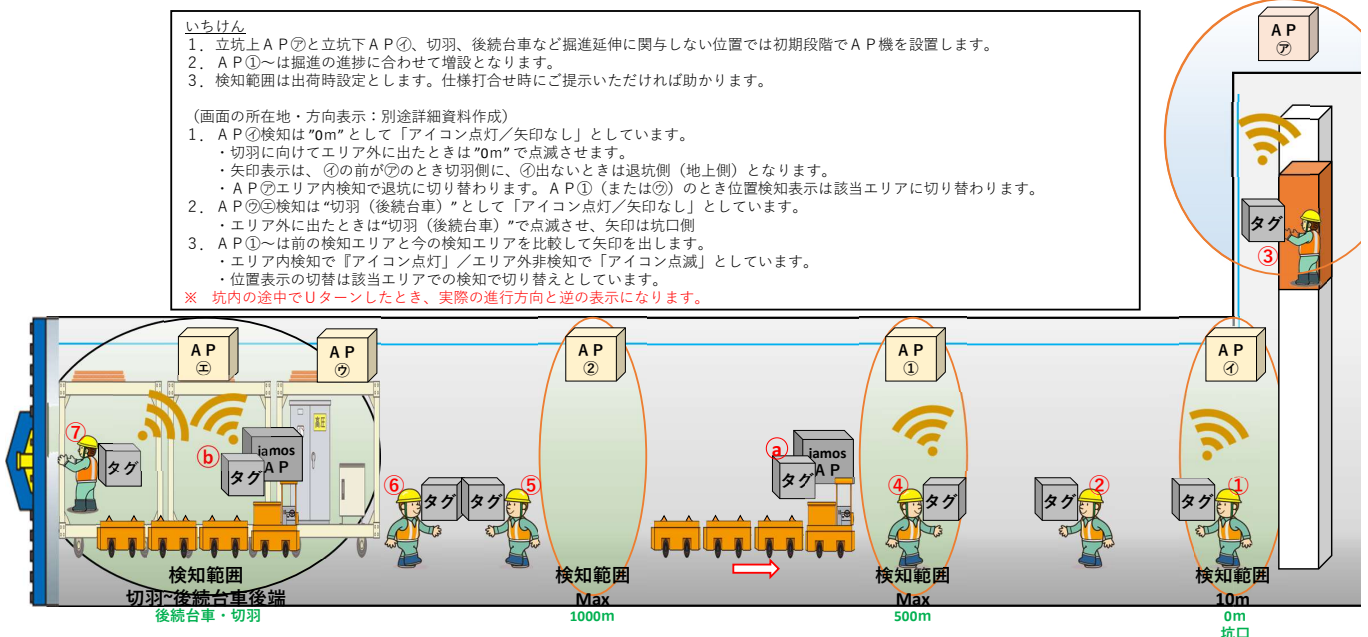 いちけん
1．立坑上ＡＰ㋐と立坑下ＡＰ㋑、切羽、後続台車など掘進延伸に関与しない位置では初期段階でＡＰ機を設置します。
2．ＡＰ①～は掘進の進捗に合わせて増設となります。
3．検知範囲は出荷時設定とします。仕様打合せ時にご提示いただければ助かります。
（画面の所在地・方向表示：別途詳細資料作成）
1．ＡＰ㋑検知は”0m”として「アイコン点灯／矢印なし」としています。
・切羽に向けてエリア外に出たときは”0m”で点滅させます。
・矢印表示は、㋑の前が㋐のとき切羽側に、㋑出ないときは退坑側（地上側）となります。
・ＡＰ㋐エリア内検知で退坑に切り替わります。ＡＰ①（または㋒）のとき位置検知表示は該当エリアに切り替わります。
2．ＡＰ㋒㋓検知は“切羽（後続台車）”として「アイコン点灯／矢印なし」としています。
・エリア外に出たときは“切羽（後続台車）”で点滅させ、矢印は坑口側
3．ＡＰ①～は前の検知エリアと今の検知エリアを比較して矢印を出します。
・エリア内検知で『アイコン点灯」／エリア外非検知で「アイコン点滅」としています。
・位置表示の切替は該当エリアでの検知で切り替えとしています。
※　坑内の途中でＵターンしたとき、実際の進行方向と逆の表示になります。
ＡＰ
㋐
タグ
③
ＡＰ
㋓
ＡＰ
㋒
ＡＰ
②
ＡＰ
①
ＡＰ
㋑
高圧
⑦
タグ
ⓑ
タグ
iamos
ＡＰ
⑥
タグ
タグ
⑤
ⓐ
タグ
iamos
ＡＰ
④
タグ
タグ
②
タグ
①
検知範囲
切羽~後続台車後端
後続台車・切羽
検知範囲
Max
1000m
検知範囲
Max
500m
検知範囲
10m
0m
坑口